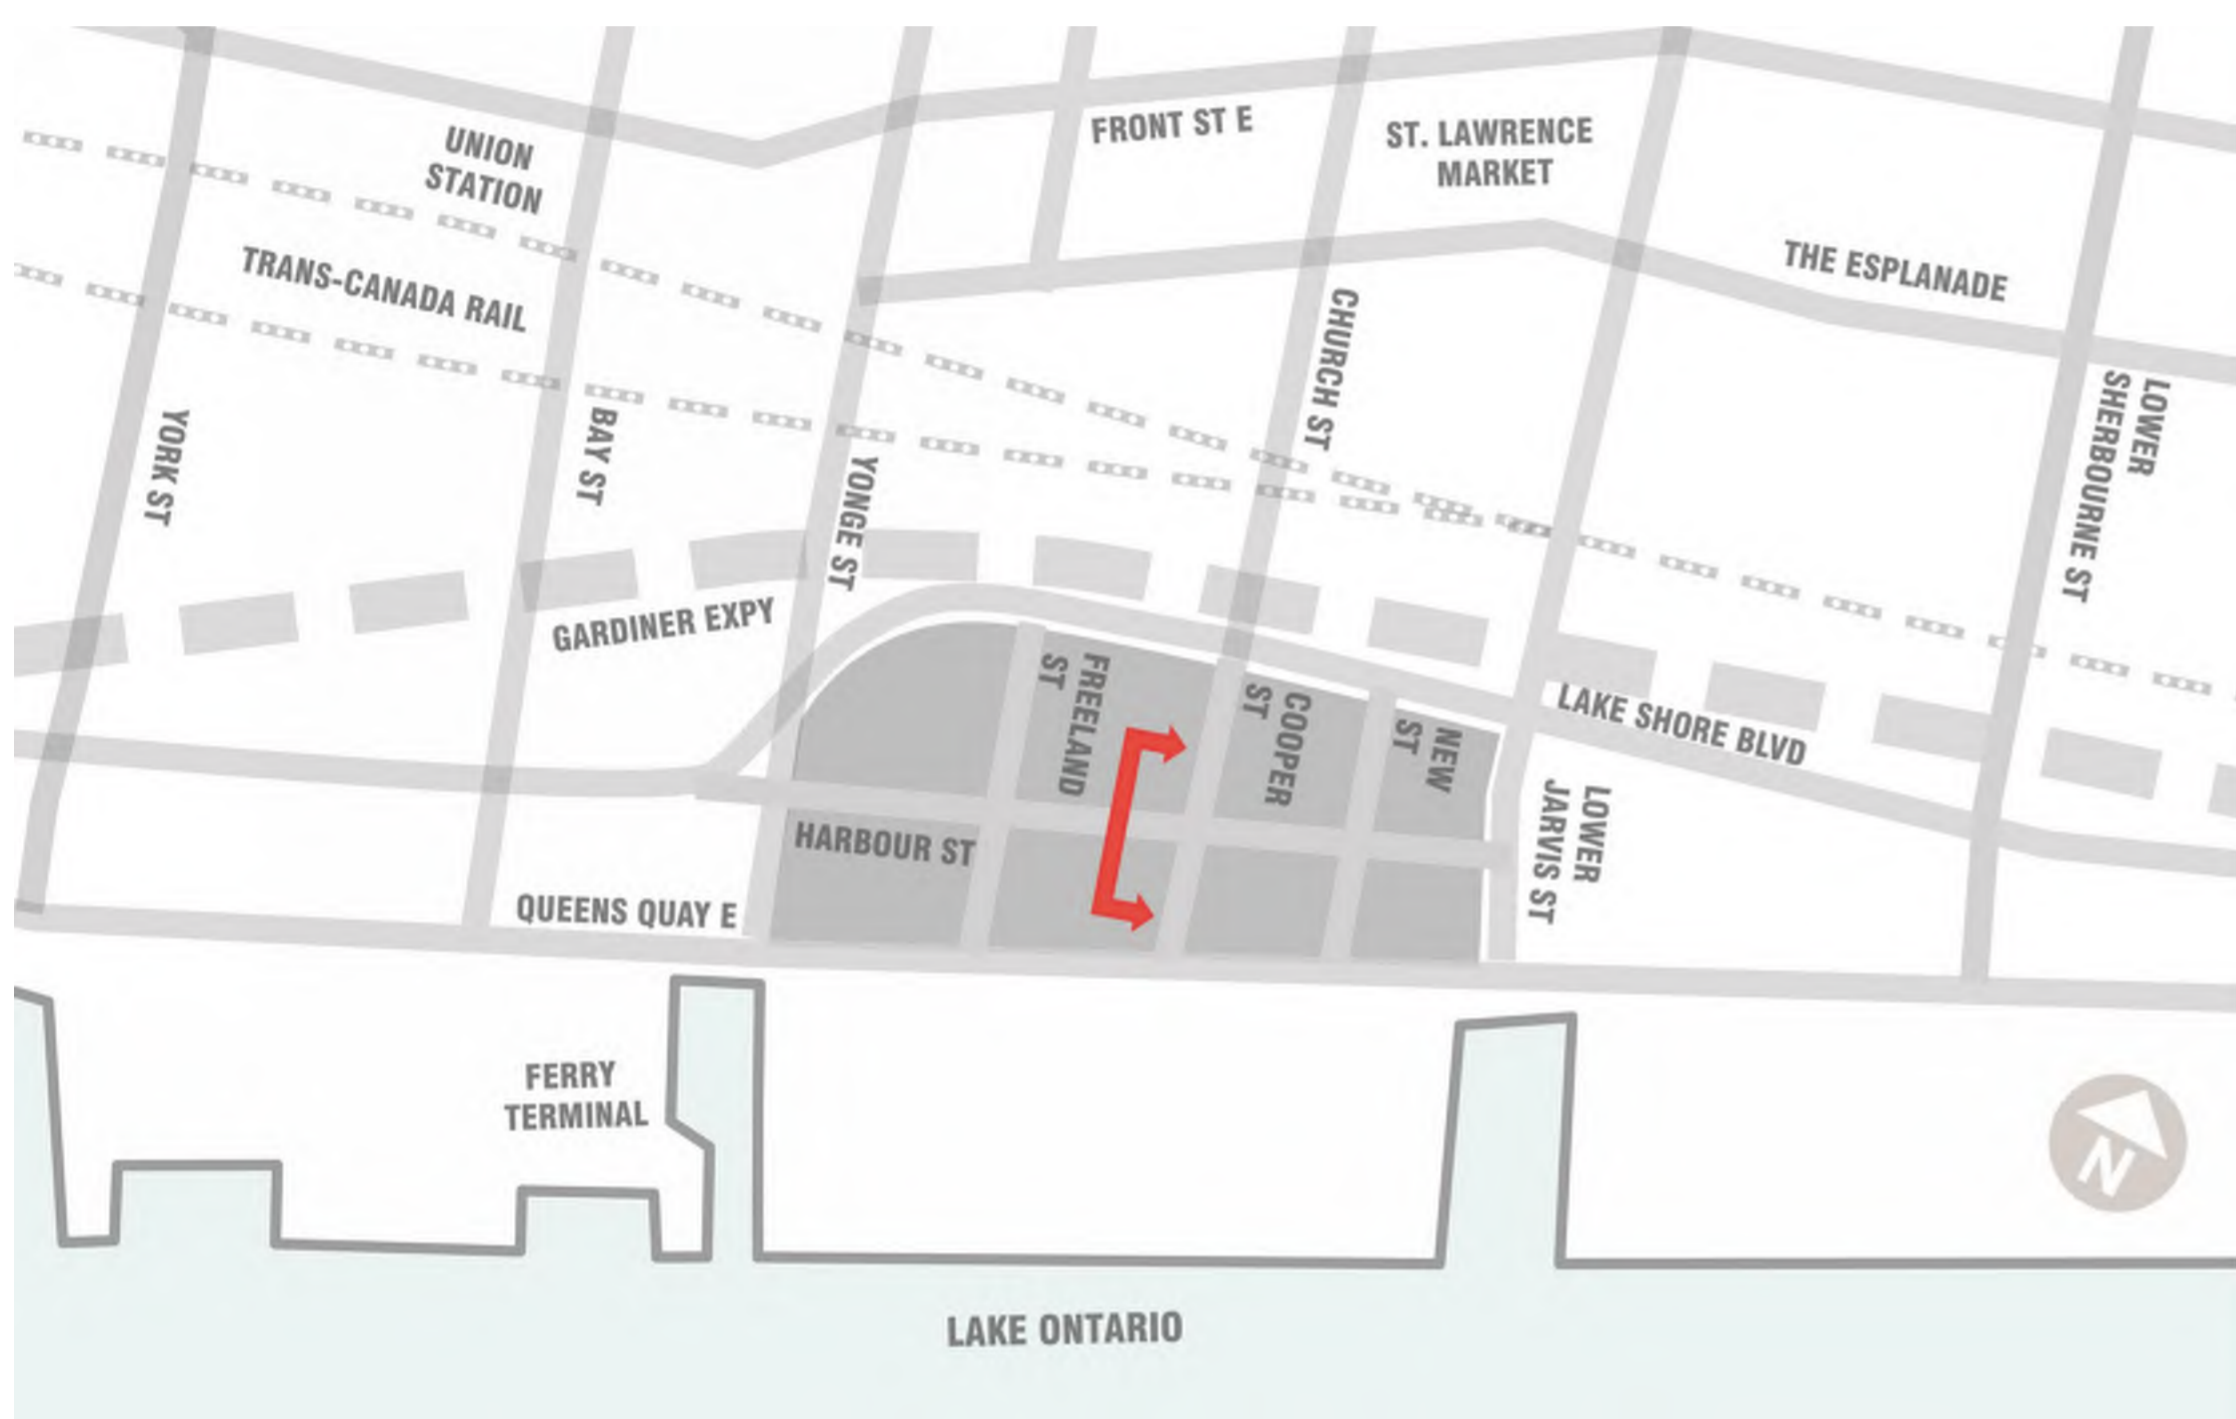 FRONT ST E
ST. LAWRENCE
MARKET
UNION
STATION
TRANS-CANADA RAIL
THE ESPLANADE
CHURCH ST
LOWER
SHERBOURNE ST
YORK ST
BAY ST
YONGE ST
GARDINER EXPY
FREELAND
ST
COOPER
ST
NEW
ST
LAKE SHORE BLVD
LOWER
JARVIS ST
HARBOUR ST
QUEENS QUAY E
FERRY
TERMINAL
N
LAKE ONTARIO